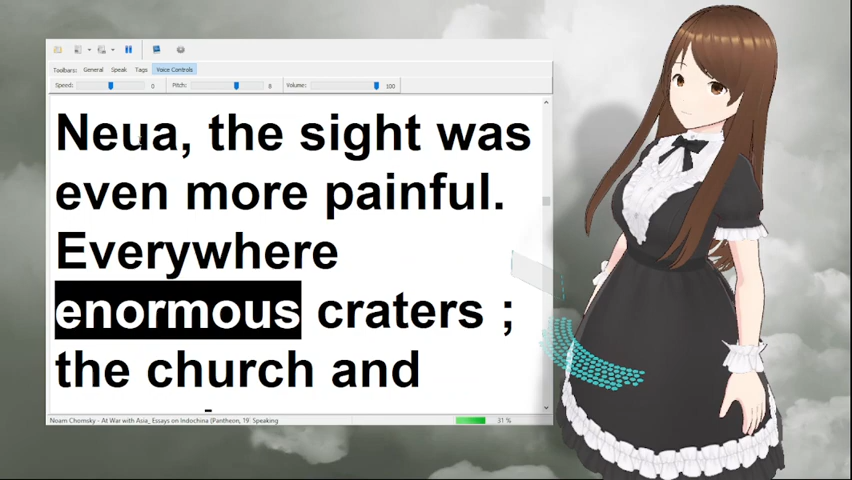 Toolbars: General Speak Tags Voice Controls
Speed: 0 Pitch: 8 Volume: 100
Neua, the sight was
even more painful.
Everywhere
enormous craters ;
the church and
Noam Chomsky - At War with Asia_ Essays on Indochina (Pantheon, 19 Speaking 31 %